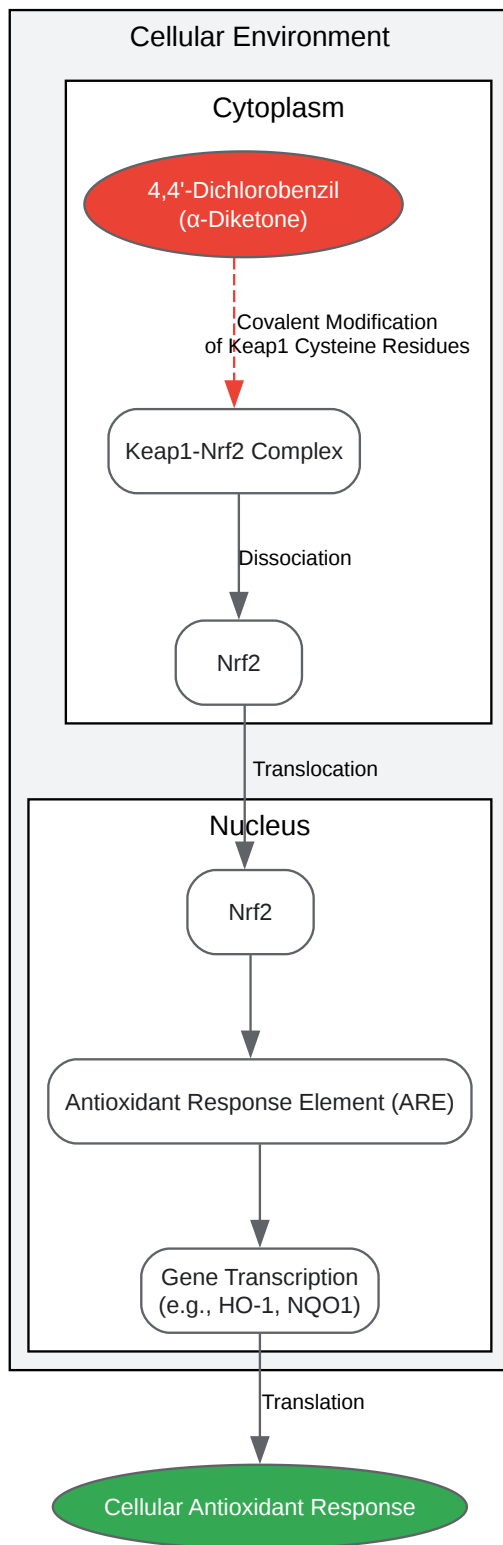 Cellular Environment
Cytoplasm
4,4'-Dichlorobenzil
(α-Diketone)
Covalent Modification
of Keap1 Cysteine Residues
Keap1-Nrf2 Complex
Dissociation
Nrf2
Translocation
Nucleus
Nrf2
Antioxidant Response Element (ARE)
Gene Transcription
(e.g., HO-1, NQO1)
Translation
Cellular Antioxidant Response